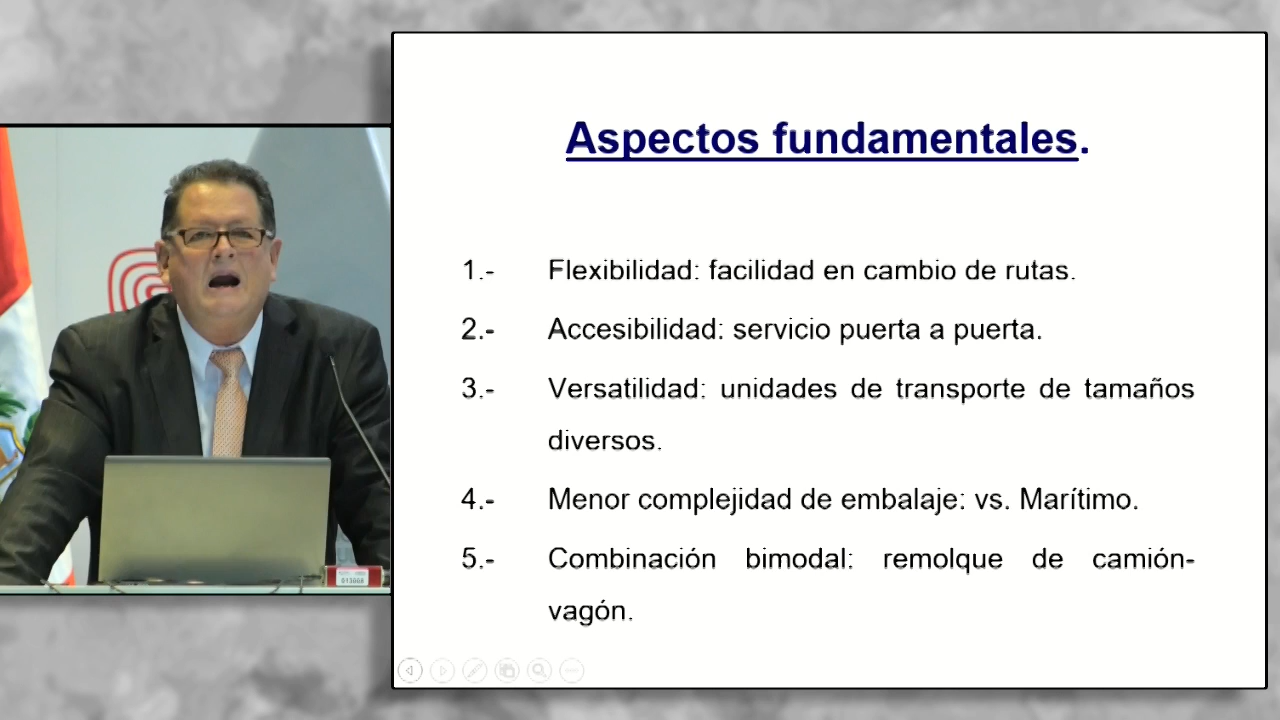 Aspectos fundamentales.
1.- Flexibilidad: facilidad en cambio de rutas.
2.- Accesibilidad: servicio puerta a puerta.
3.- Versatilidad: unidades de transporte de tamaños
diversos.
4.- Menor complejidad de embalaje: vs. Marítimo.
5.- Combinación bimodal: remolque de camión-
vagón.